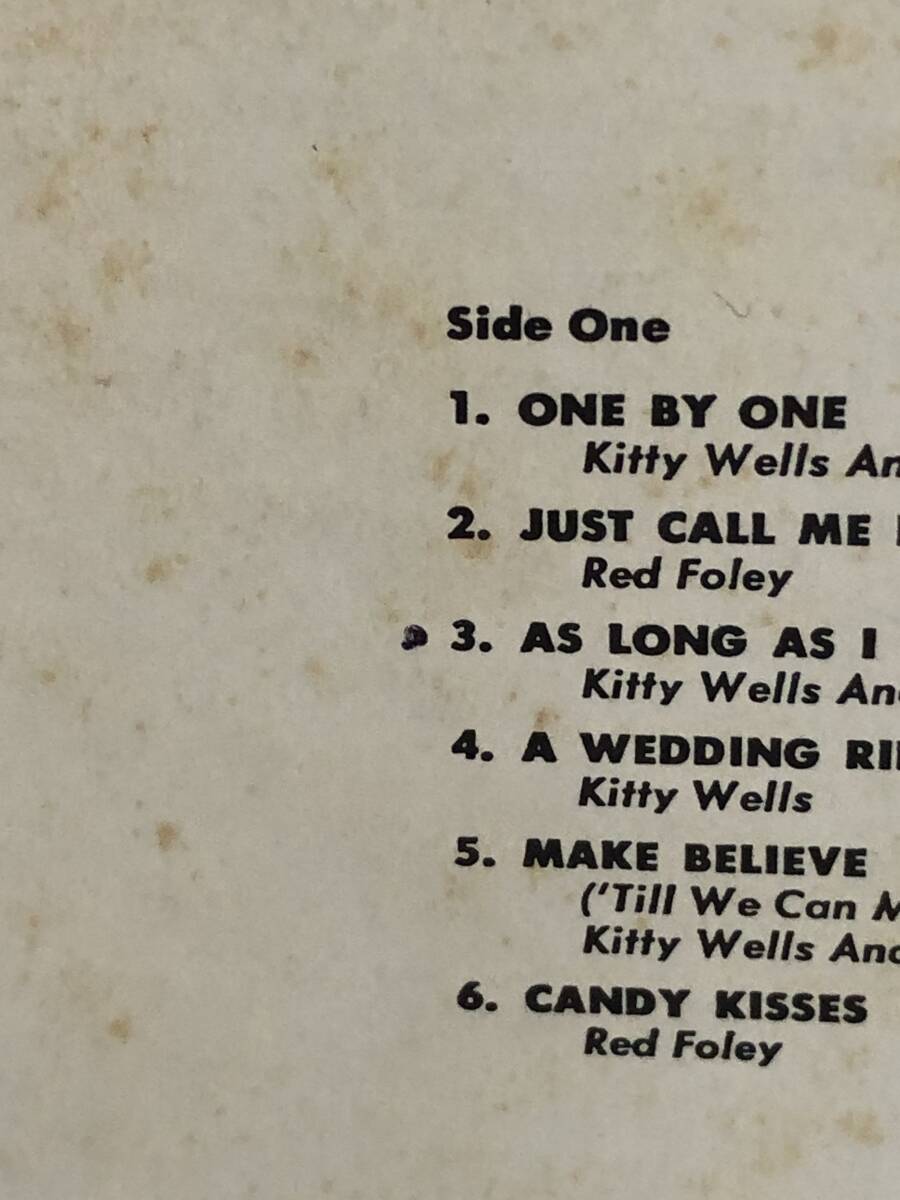 Side One
1. ONE BY ONE
Kitty Wells An
2. JUST CALL ME
Red Foley
3. AS LONG AS I
Kitty Wells And
4. A WEDDING RI
Kitty Wells
5. MAKE BELIEVE
('Till We Can M
Kitty Wells And
6. CANDY KISSES
Red Foley